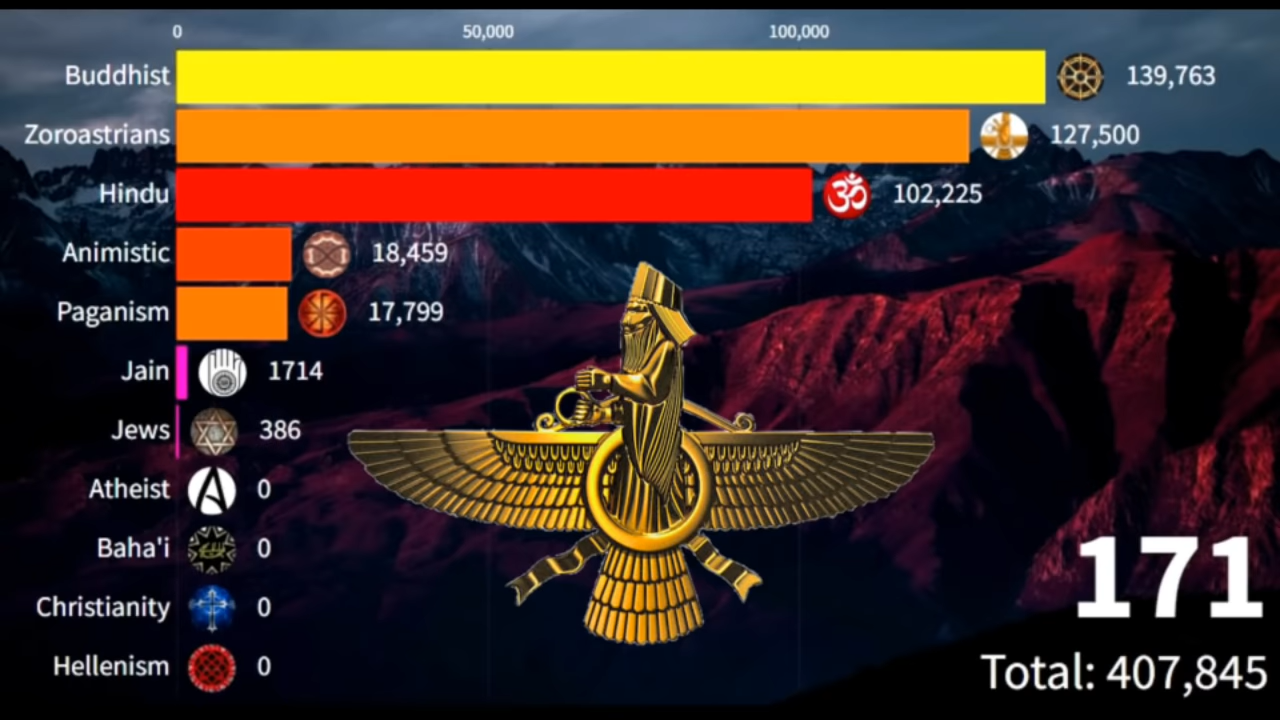 0 50,000 100,000
Buddhist 139,763
Zoroastrians 127,500
Hindu 102,225
Animistic 18,459
Paganism 17,799
Jain 1714
Jews 386
Atheist 0
Baha'i 0
Christianity 0
Hellenism 0
171
Total: 407,845